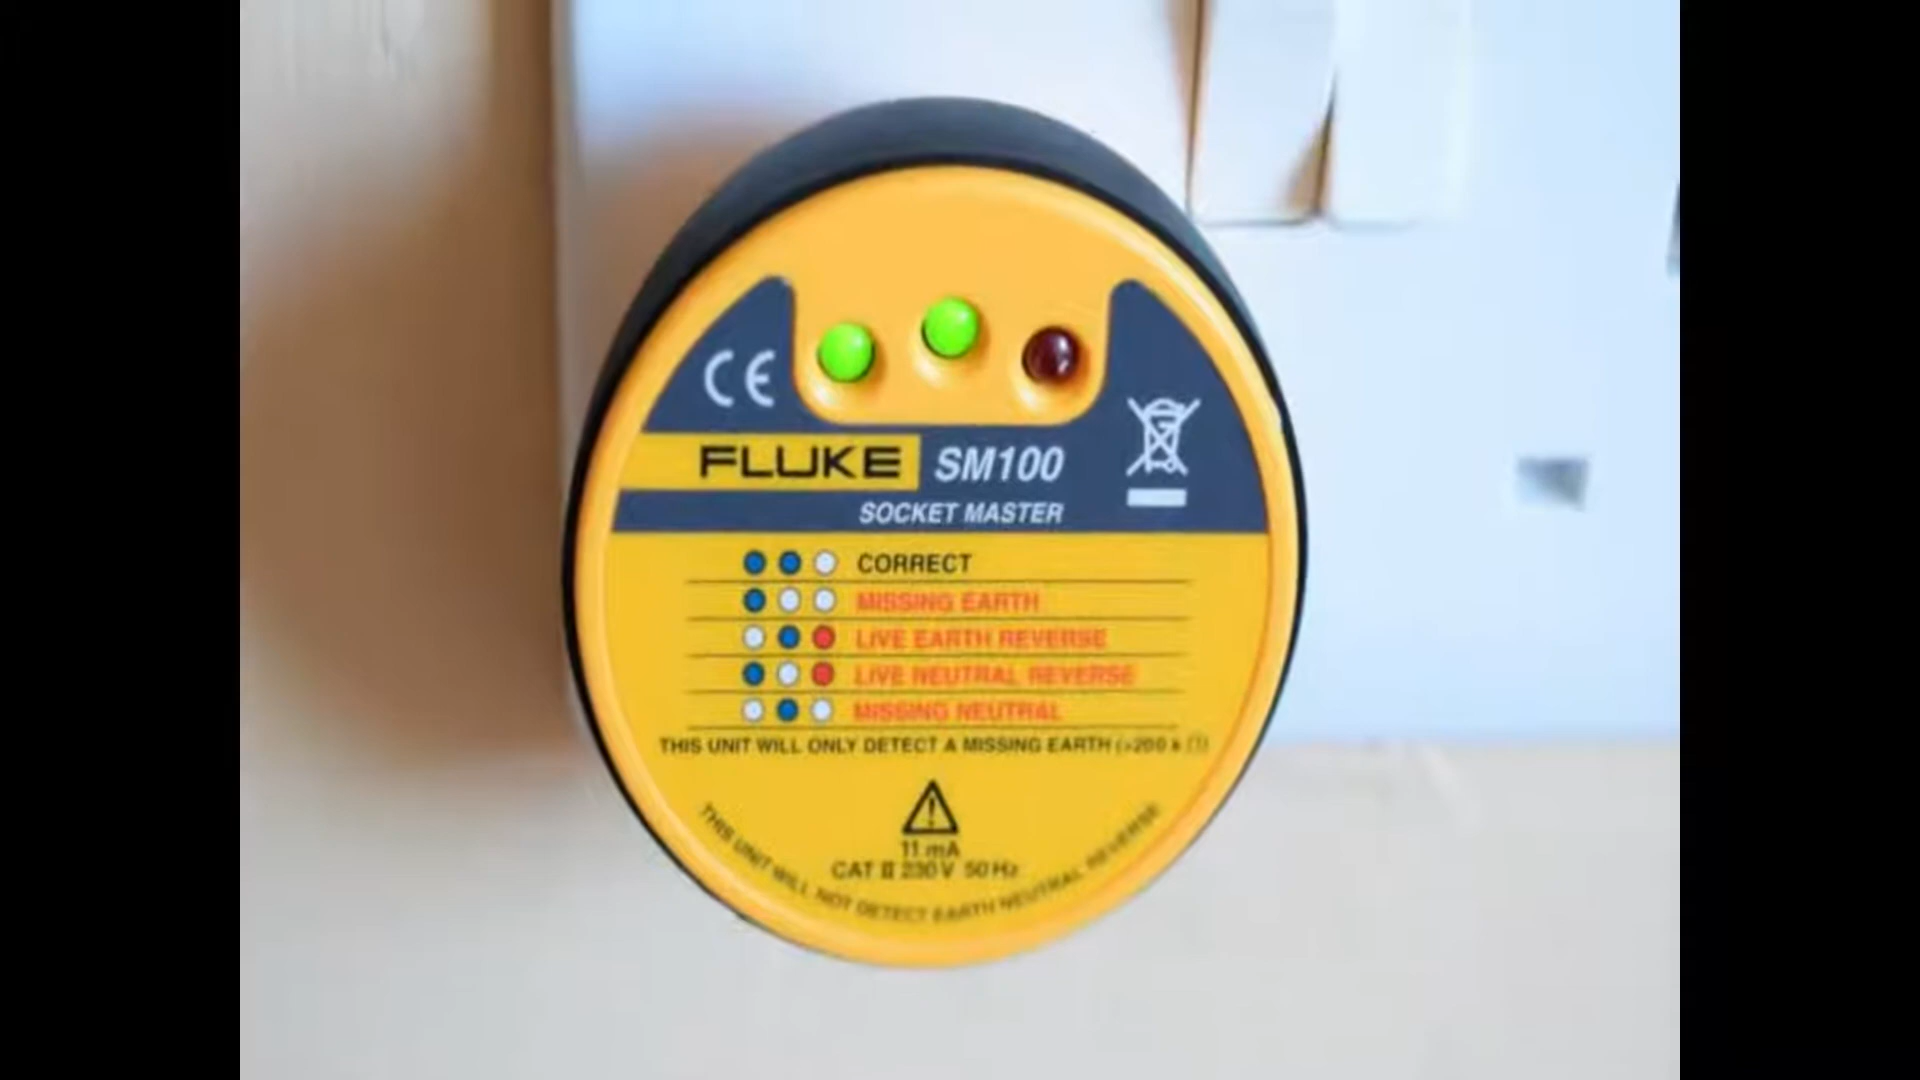 CE
FLUKE SM100
SOCKET MASTER
CORRECT
MISSING EARTH
LIVE EARTH REVERSE
LIVE NEUTRAL REVERSE
MISSING NEUTRAL
THIS UNIT WILL ONLY DETECT A MISSING EARTH (>200 k Ω)
11 mA
CAT II 230V 50Hz
THIS UNIT WILL NOT DETECT EARTH NEUTRAL REVERSE